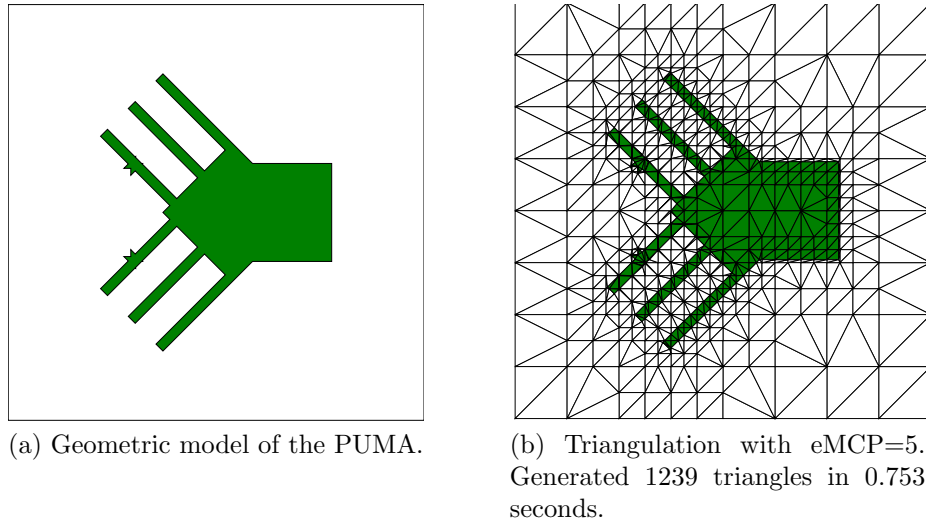 (a) Geometric model of the PUMA.
(b) Triangulation with eMCP=5.
Generated 1239 triangles in 0.753
seconds.